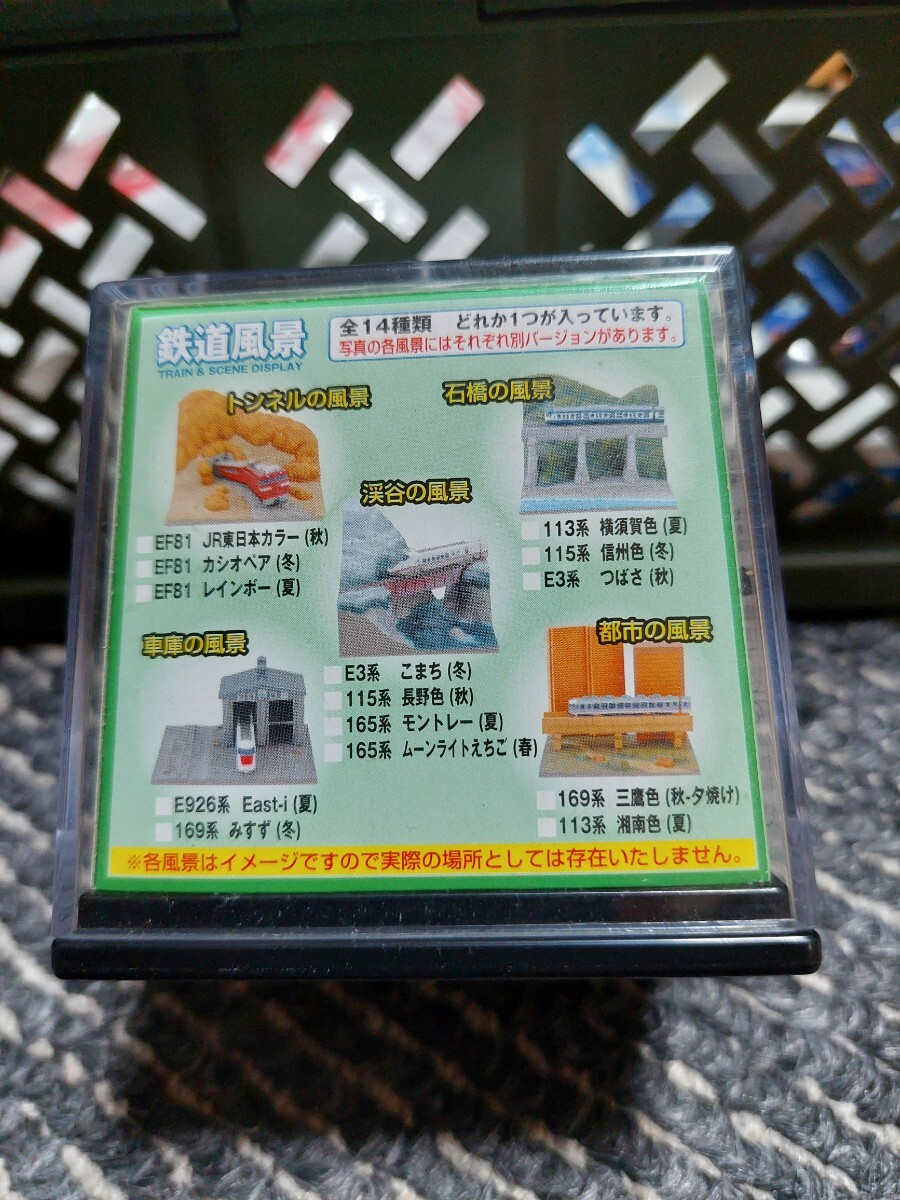 鉄道風景
TRAIN & SCENE DISPLAY
全14種類 どれか1つが入っています。
写真の各風景にはそれぞれ別バージョンがあります。
トンネルの風景
EF81 JR東日本カラー (秋)
EF81 カシオペア (冬)
EF81 レインボー (夏)
石橋の風景
113系 横須賀色 (夏)
115系 信州色 (冬)
E3系 つばさ (秋)
渓谷の風景
E3系 こまち (冬)
115系 長野色 (秋)
165系 モントレー (夏)
165系 ムーンライトえちご (春)
車庫の風景
E926系 East-i (夏)
169系 みすず (冬)
都市の風景
169系 三鷹色 (秋-夕焼け)
113系 湘南色 (夏)
※各風景はイメージですので実際の場所としては存在いたしません。